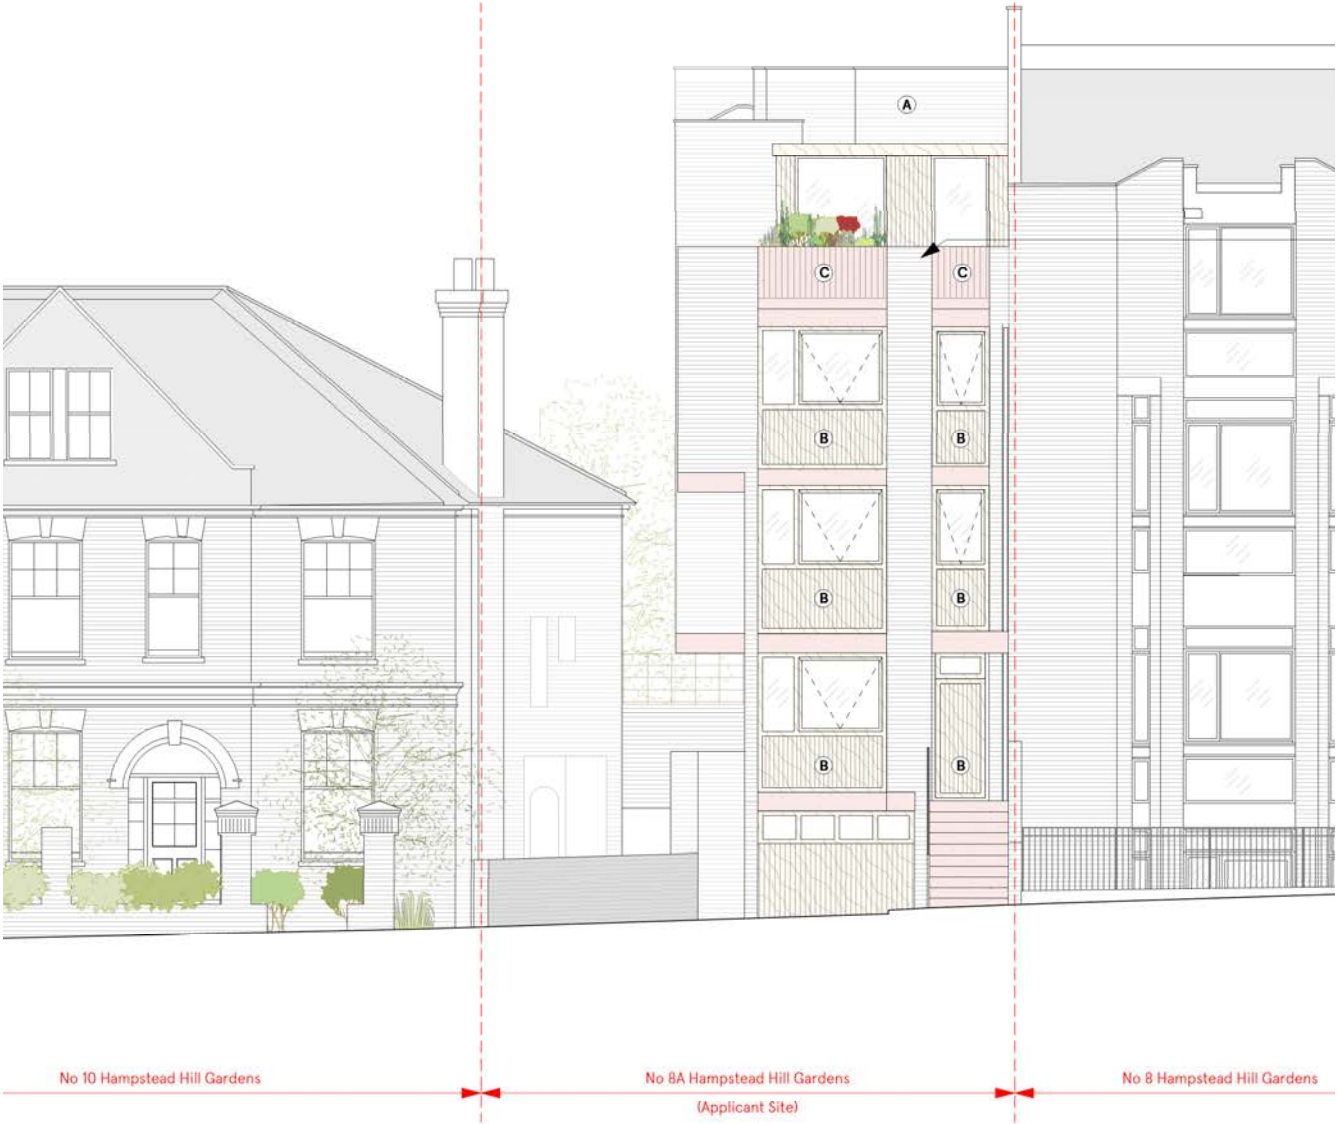 A
C C
B B
B B
B B
No 10 Hampstead Hill Gardens
No 8A Hampstead Hill Gardens
(Applicant Site)
No 8 Hampstead Hill Gardens